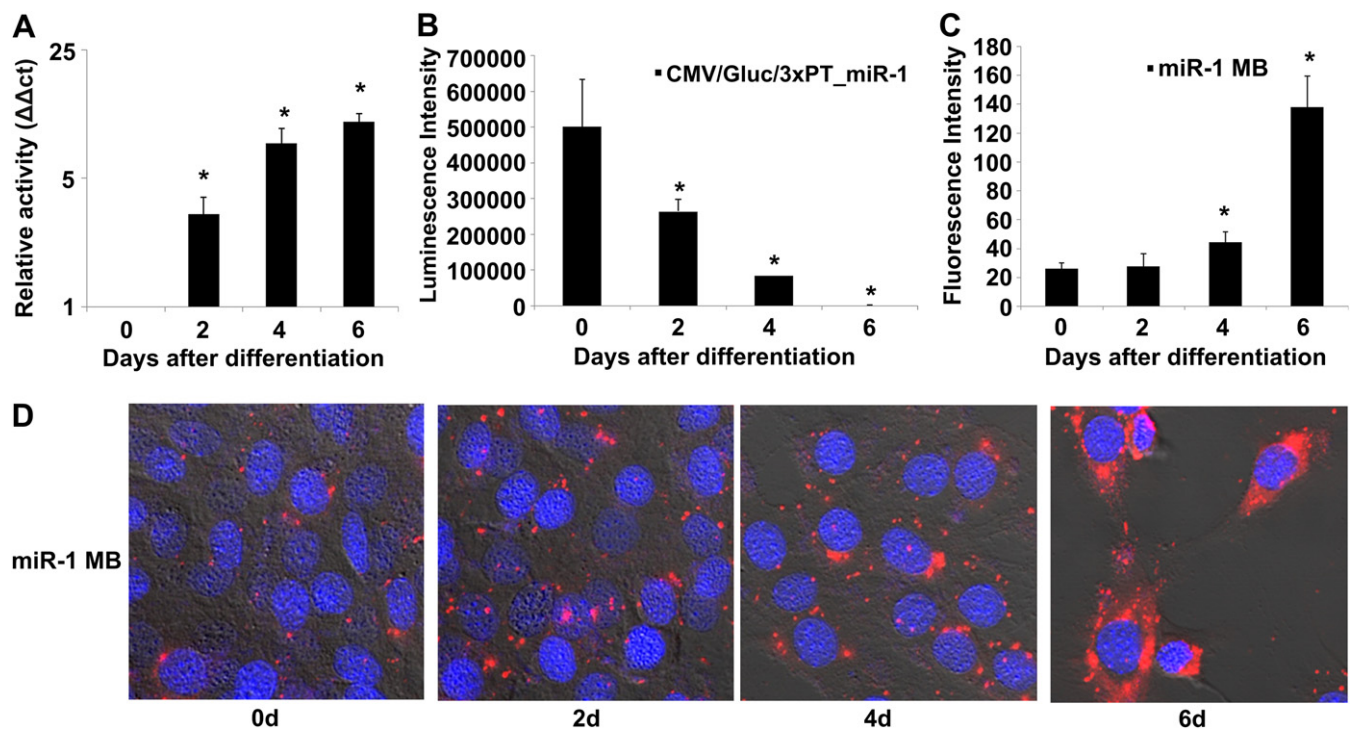 A
25
5
1
Relative activity (ΔΔct)
*
*
*
0 2 4 6
Days after differentiation
B
700000
600000
500000
400000
300000
200000
100000
0
Luminescence Intensity
CMV/Gluc/3xPT_miR-1
*
*
*
0 2 4 6
Days after differentiation
C
180
160
140
120
100
80
60
40
20
0
Fluorescence Intensity
miR-1 MB
*
*
0 2 4 6
Days after differentiation
D
miR-1 MB
0d 2d 4d 6d